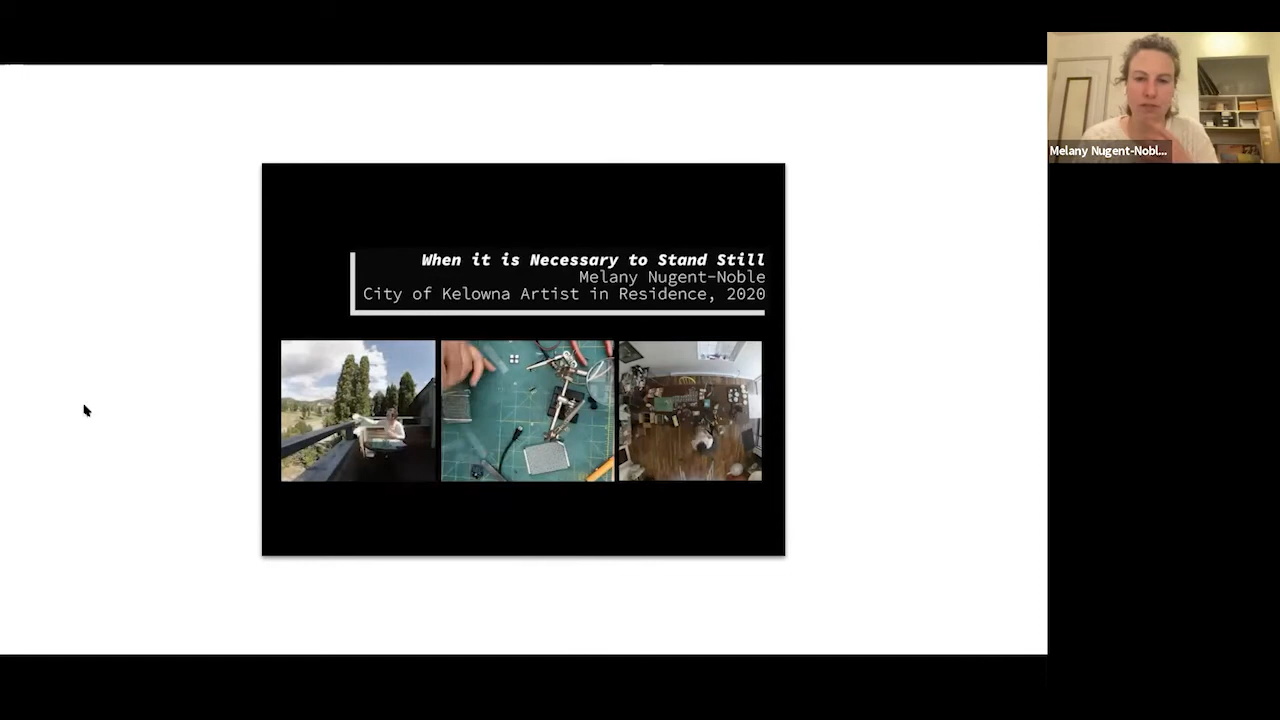 When it is Necessary to Stand Still
Melany Nugent-Noble
City of Kelowna Artist in Residence, 2020
Melany Nugent-Nobl...